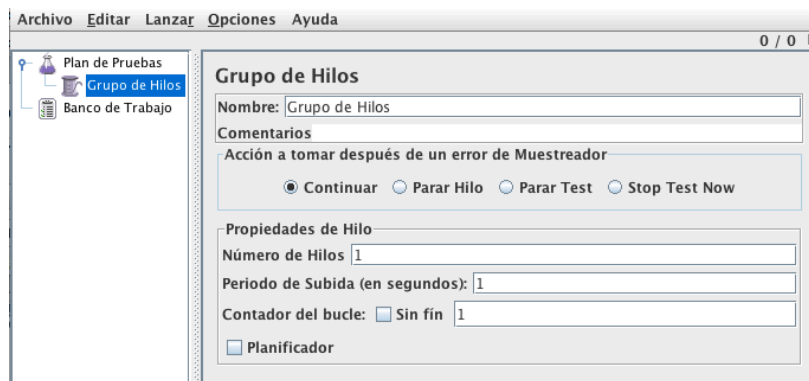 Archivo Editar Lanzar Opciones Ayuda
0 / 0
Plan de Pruebas
Grupo de Hilos
Banco de Trabajo
Grupo de Hilos
Nombre: Grupo de Hilos
Comentarios
Acción a tomar después de un error de Muestreador
Continuar Parar Hilo Parar Test Stop Test Now
Propiedades de Hilo
Número de Hilos 1
Periodo de Subida (en segundos): 1
Contador del bucle: Sin fín 1
Planificador